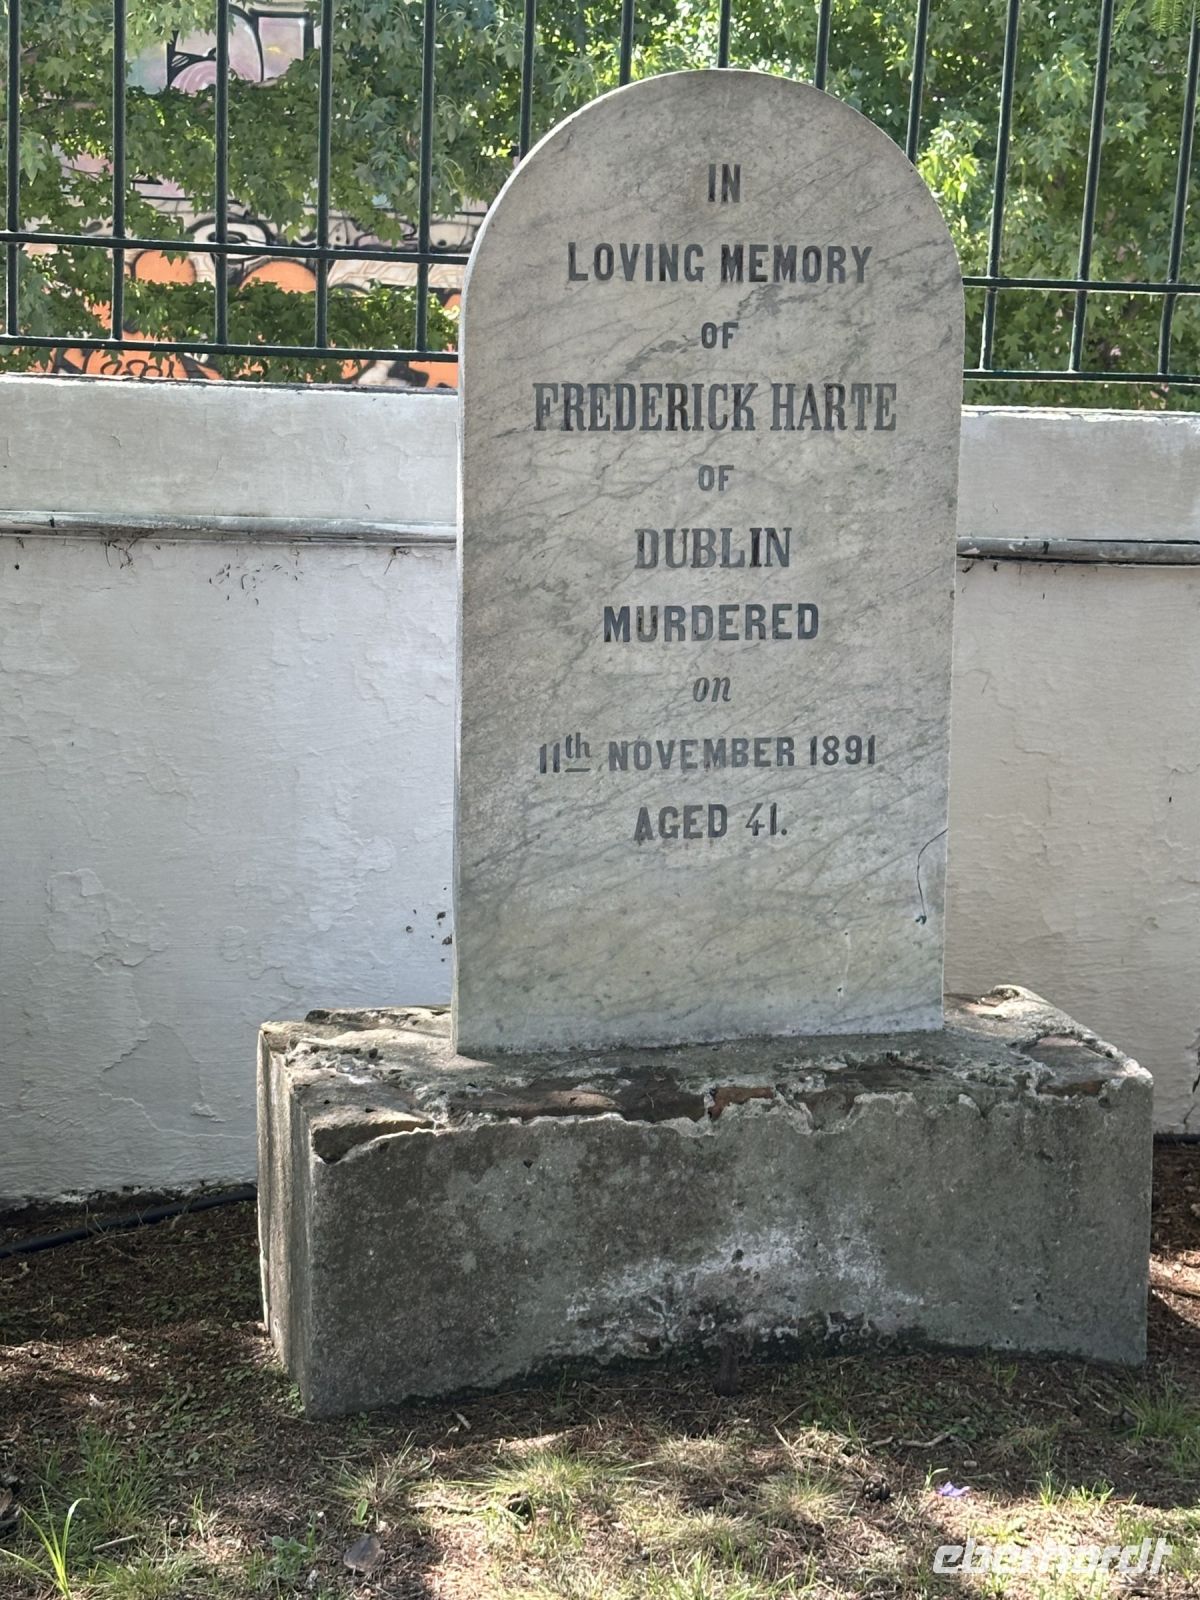 IN
LOVING MEMORY
OF
FREDERICK HARTE
OF
DUBLIN
MURDERED
on
11th NOVEMBER 1891
AGED 41.
eberhardt